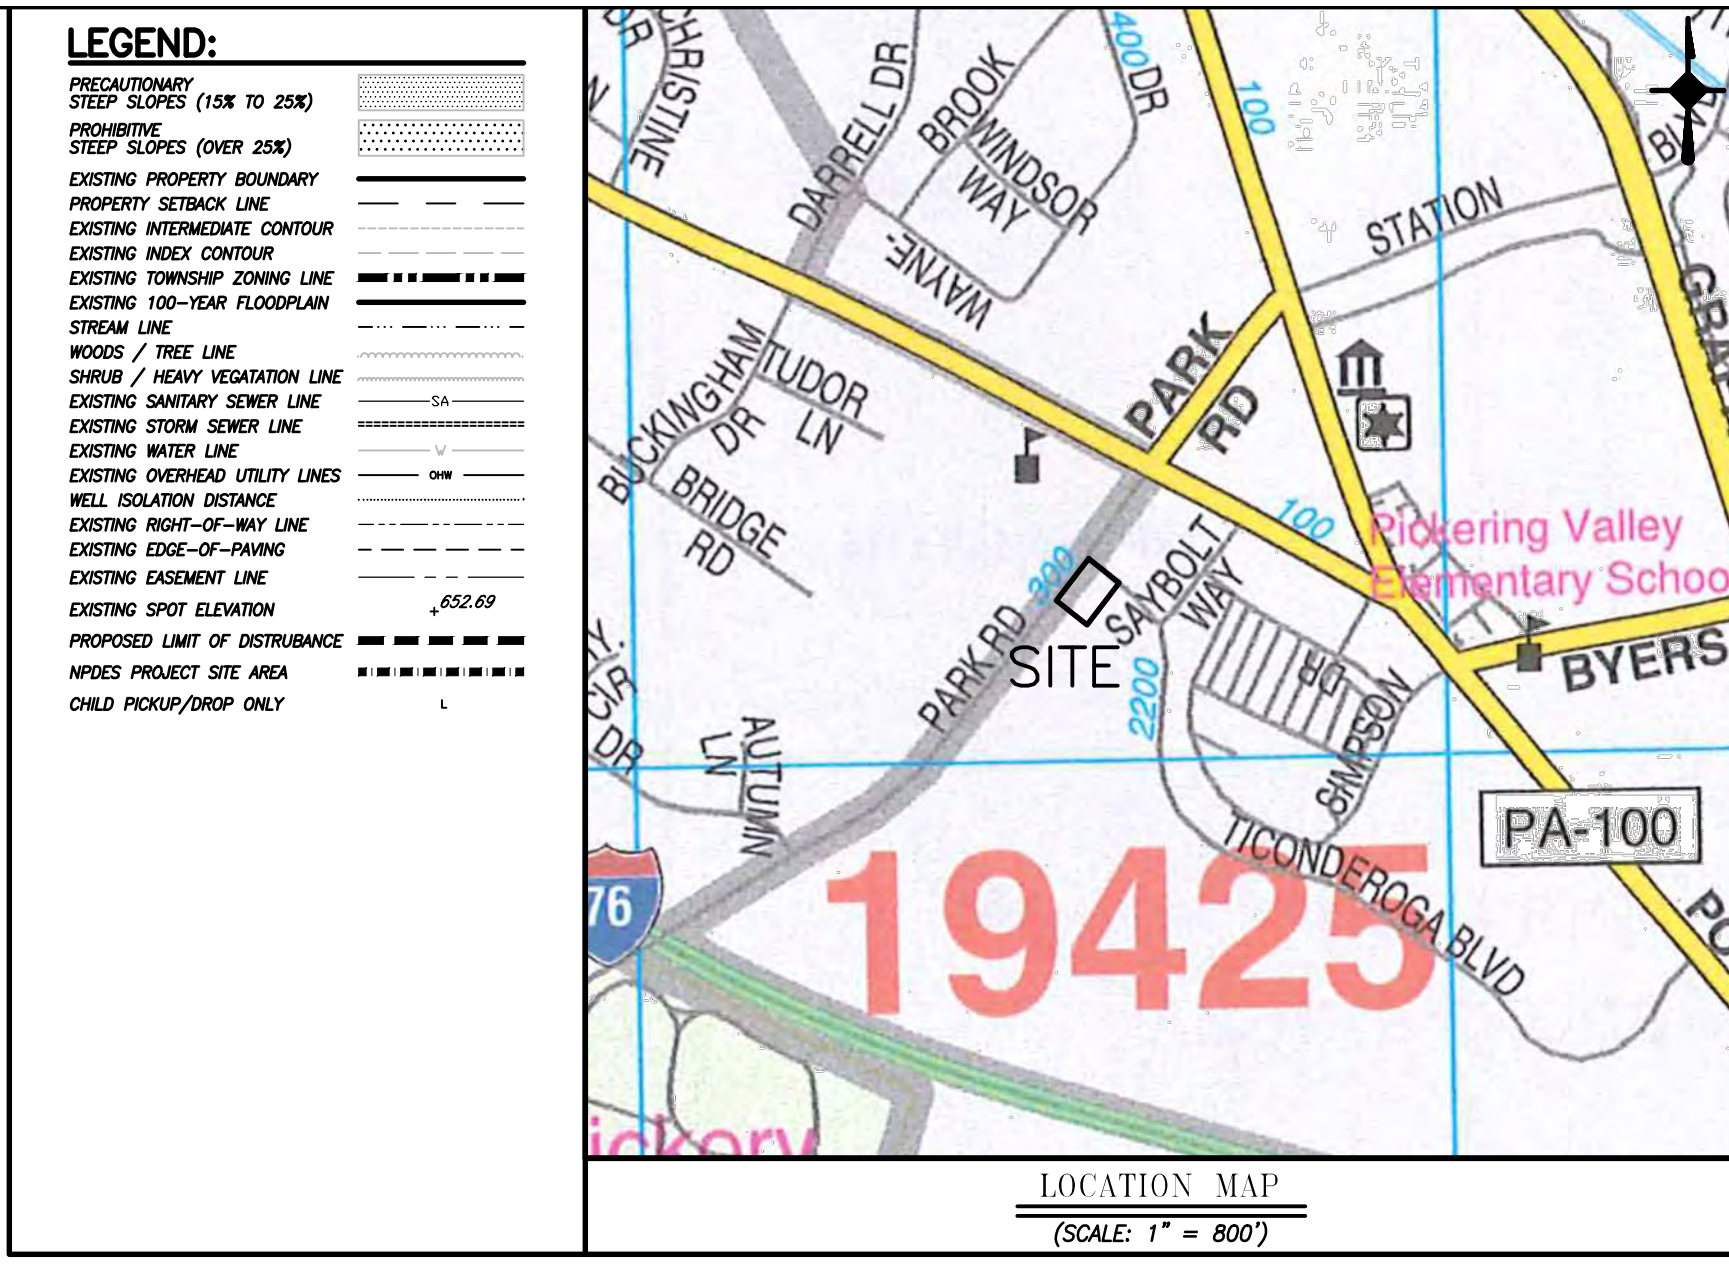 LEGEND:
PRECAUTIONARY
STEEP SLOPES (15% TO 25%)
PROHIBITIVE
STEEP SLOPES (OVER 25%)
EXISTING PROPERTY BOUNDARY
PROPERTY SETBACK LINE
EXISTING INTERMEDIATE CONTOUR
EXISTING INDEX CONTOUR
EXISTING TOWNSHIP ZONING LINE
EXISTING 100-YEAR FLOODPLAIN
STREAM LINE
WOODS / TREE LINE
SHRUB / HEAVY VEGATATION LINE
EXISTING SANITARY SEWER LINE
SA
EXISTING STORM SEWER LINE
EXISTING WATER LINE
W
EXISTING OVERHEAD UTILITY LINES
OHW
WELL ISOLATION DISTANCE
EXISTING RIGHT-OF-WAY LINE
EXISTING EDGE-OF-PAVING
EXISTING EASEMENT LINE
EXISTING SPOT ELEVATION
+652.69
PROPOSED LIMIT OF DISTRUBANCE
NPDES PROJECT SITE AREA
CHILD PICKUP/DROP ONLY
L
DR
CHRISTINE
DARRELL DR
BROOK
WINDSOR
WAY
400
DR
100
BLVD
STATION
WAYNE-
PARK
RD
BUCKINGHAM
DR
TUDOR
LN
BRIDGE
RD
100
Pickering Valley
Elementary Schoo
300
SAYBOLT
WAY
PARK RD
SITE
2200
DR
SIMPSON
BYERS
CIR
DR
AUTUMN
LN
PA-100
TICONDEROGA BLVD
76
19425
PO
ickory
LOCATION MAP
(SCALE: 1" = 800')